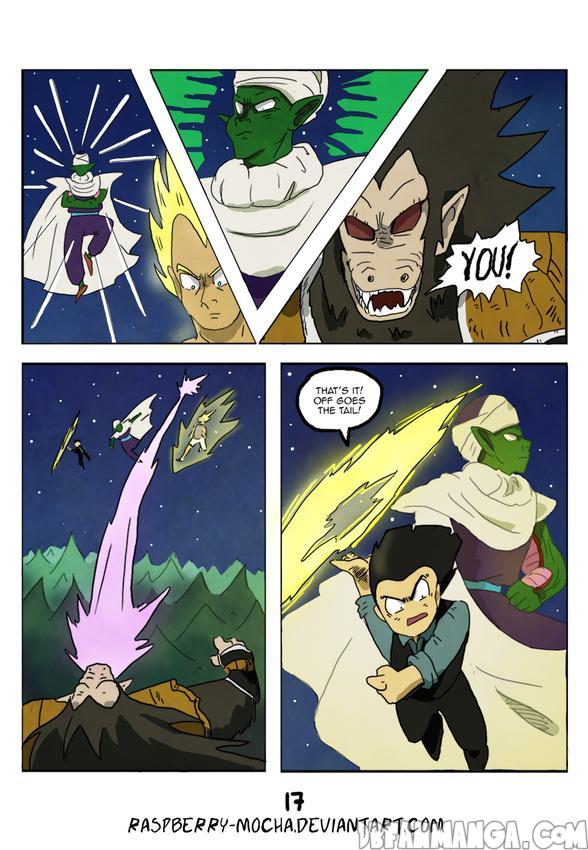 YOU!
THAT'S IT!
OFF GOES
THE TAIL!
17
RASPBERRY-MOCHA.DEVIANTART.COM
DBFANMANGA.COM